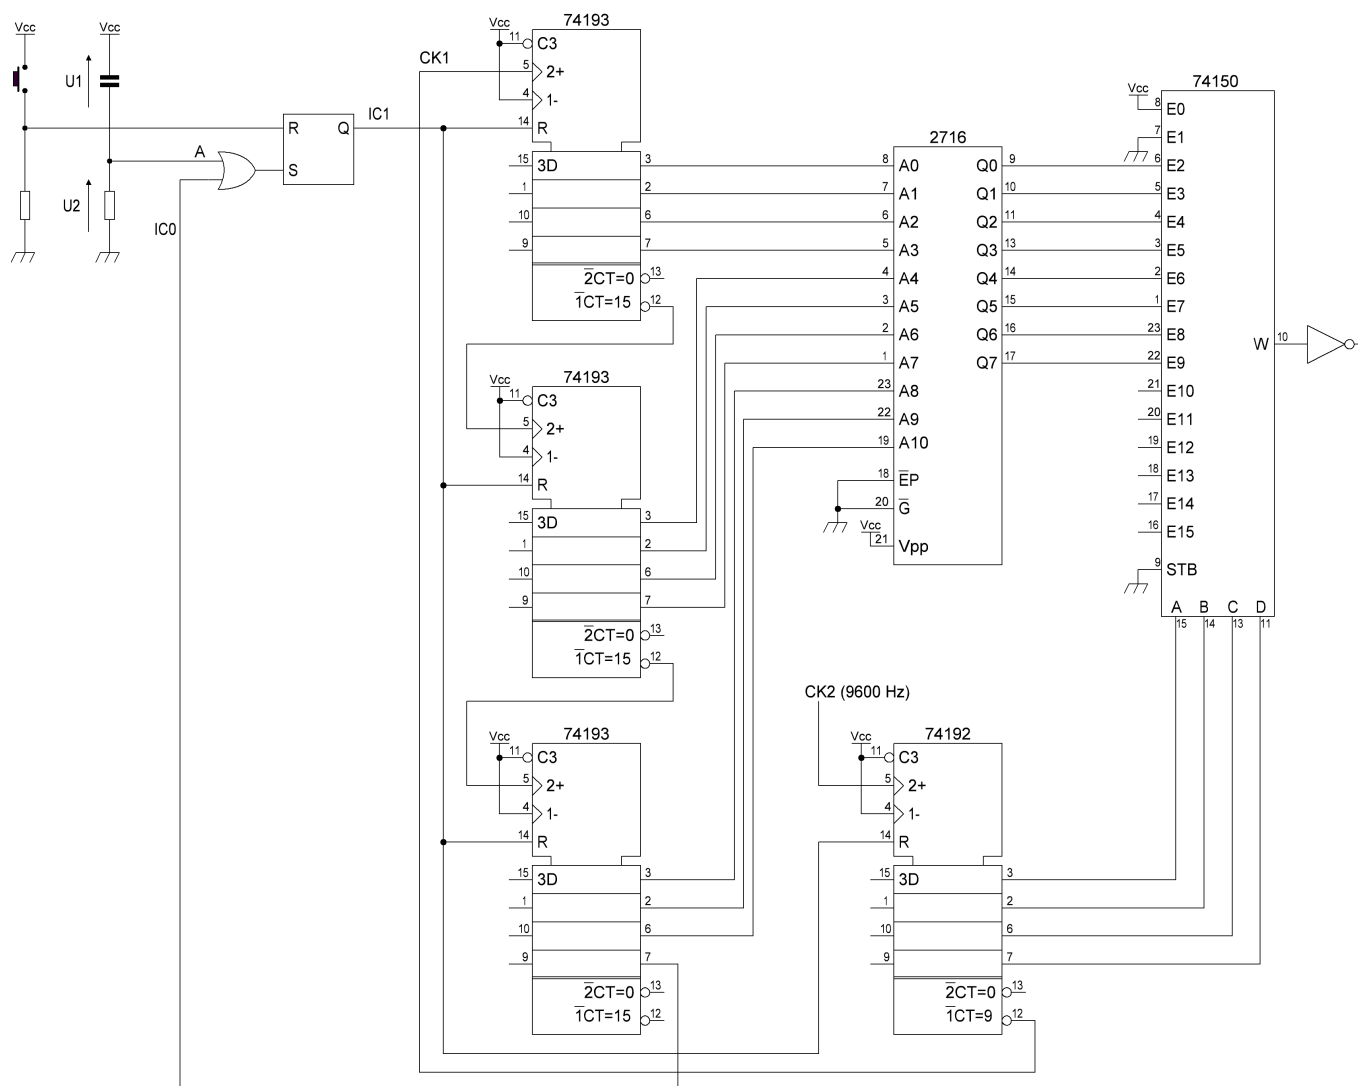 Vcc
Vcc
U1
U2
A
IC0
R
Q
S
IC1
CK1
Vcc
74193
11
C3
5
2+
4
1-
14
R
15
3D
3
1
2
10
6
9
7
2CT=0
13
1CT=15
12
Vcc
74193
11
C3
5
2+
4
1-
14
R
15
3D
3
1
2
10
6
9
7
2CT=0
13
1CT=15
12
Vcc
74193
11
C3
5
2+
4
1-
14
R
15
3D
3
1
2
10
6
9
7
2CT=0
13
1CT=15
12
2716
8 A0 Q0 9
7 A1 Q1 10
6 A2 Q2 11
5 A3 Q3 13
4 A4 Q4 14
3 A5 Q5 15
2 A6 Q6 16
1 A7 Q7 17
23 A8
22 A9
19 A10
18 EP
20 G
Vcc
21 Vpp
CK2 (9600 Hz)
Vcc
74192
11
C3
5
2+
4
1-
14
R
15
3D
3
1
2
10
6
9
7
2CT=0
13
1CT=9
12
74150
Vcc
8 E0
7 E1
6 E2
5 E3
4 E4
3 E5
2 E6
1 E7
23 E8
W 10
22 E9
21 E10
20 E11
19 E12
18 E13
17 E14
16 E15
9 STB
A B C D
15 14 13 11